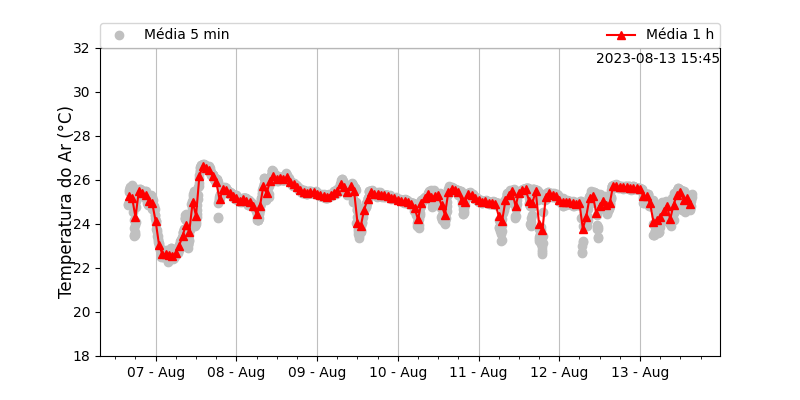 Média 5 min
Média 1 h
2023-08-13 15:45
Temperatura do Ar (°C)
32
30
28
26
24
22
20
18
07 - Aug
08 - Aug
09 - Aug
10 - Aug
11 - Aug
12 - Aug
13 - Aug